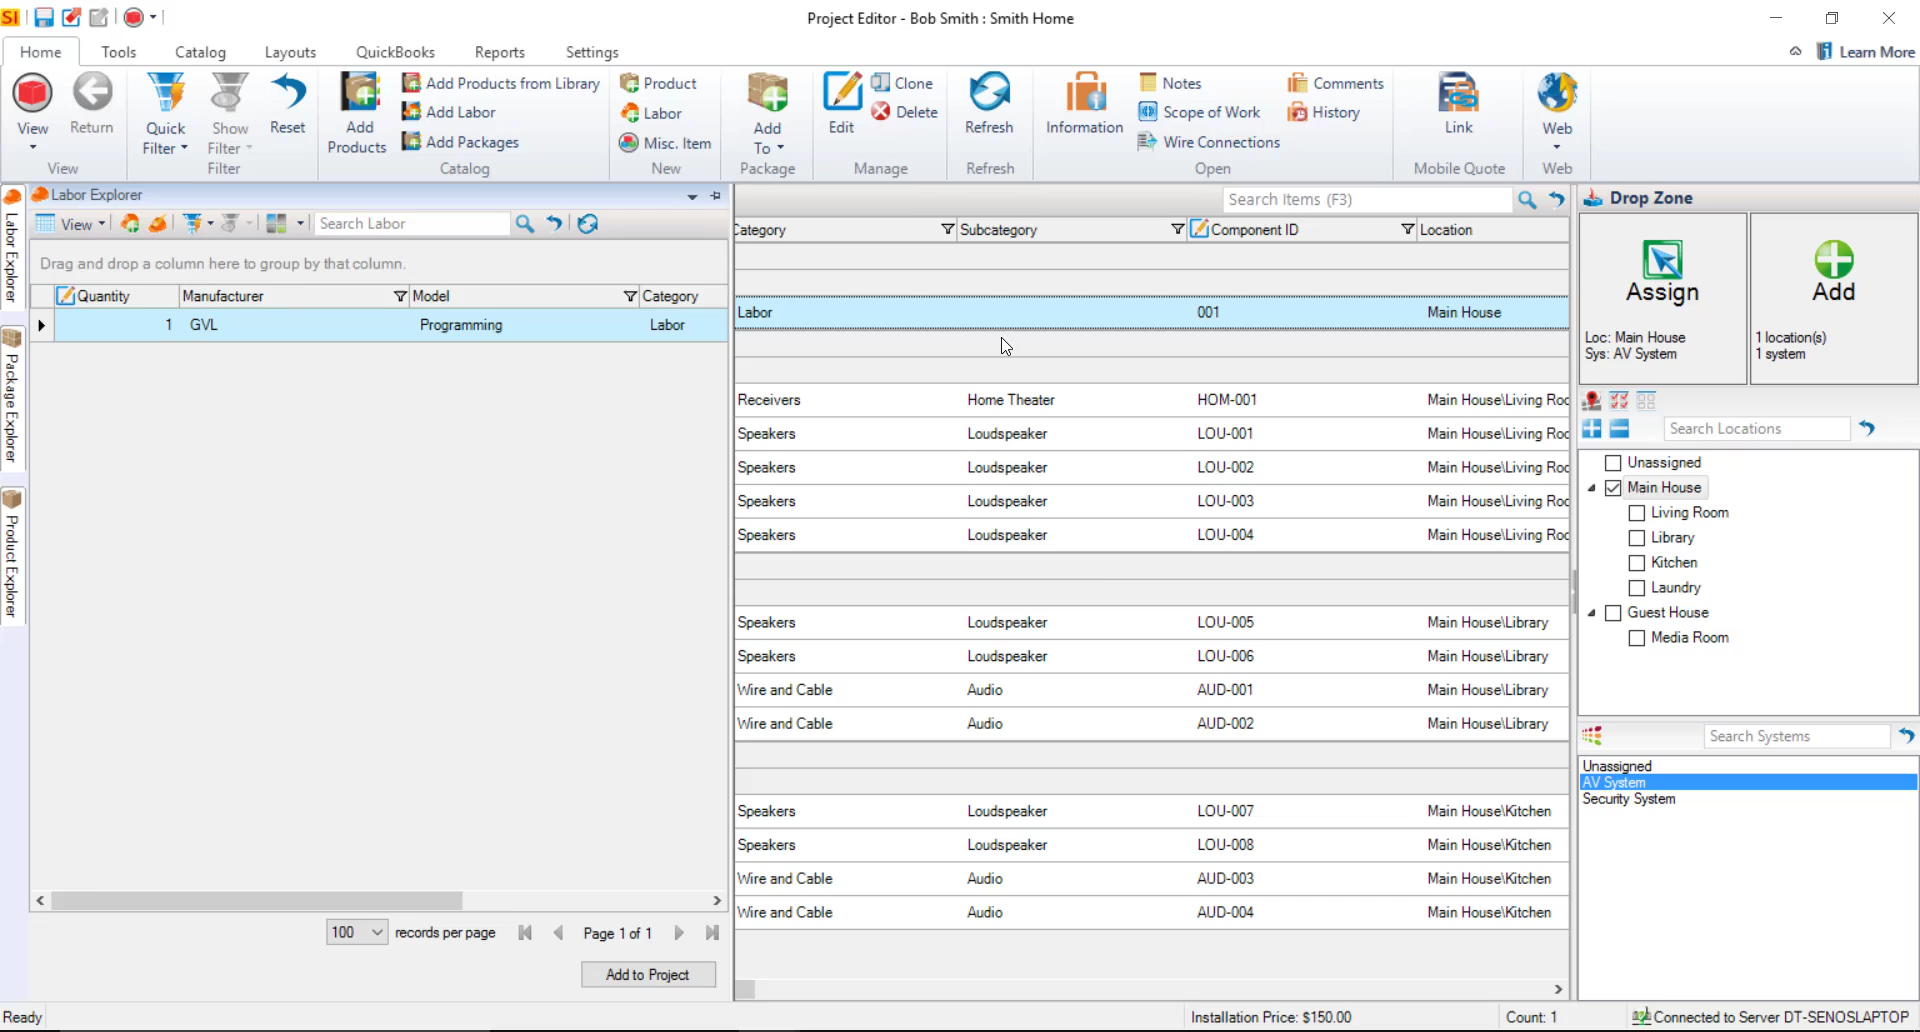 SI
Project Editor - Bob Smith : Smith Home
Home Tools Catalog Layouts QuickBooks Reports Settings Learn More
View
Return
Quick Filter
Show Filter
Reset
Add Products
Add Products from Library
Add Labor
Add Packages
Product
Labor
Misc. Item
Add To
Edit
Clone
Delete
Refresh
Information
Notes
Scope of Work
Wire Connections
Comments
History
Link
Web
View Filter Catalog New Package Manage Refresh Open Mobile Quote Web
Labor Explorer
Package Explorer
Product Explorer
Labor Explorer
View Search Labor
Drag and drop a column here to group by that column.
Quantity Manufacturer Model Category
1 GVL Programming Labor
100 records per page Page 1 of 1
Add to Project
Search Items (F3)
Category Subcategory Component ID Location
Labor 001 Main House
Receivers Home Theater HOM-001 Main House\Living Roo
Speakers Loudspeaker LOU-001 Main House\Living Roo
Speakers Loudspeaker LOU-002 Main House\Living Roo
Speakers Loudspeaker LOU-003 Main House\Living Roo
Speakers Loudspeaker LOU-004 Main House\Living Roo
Speakers Loudspeaker LOU-005 Main House\Library
Speakers Loudspeaker LOU-006 Main House\Library
Wire and Cable Audio AUD-001 Main House\Library
Wire and Cable Audio AUD-002 Main House\Library
Speakers Loudspeaker LOU-007 Main House\Kitchen
Speakers Loudspeaker LOU-008 Main House\Kitchen
Wire and Cable Audio AUD-003 Main House\Kitchen
Wire and Cable Audio AUD-004 Main House\Kitchen
Drop Zone
Assign
Loc: Main House
Sys: AV System
Add
1 location(s)
1 system
Search Locations
Unassigned
Main House
Living Room
Library
Kitchen
Laundry
Guest House
Media Room
Search Systems
Unassigned
AV System
Security System
Ready Installation Price: $150.00 Count: 1 Connected to Server DT-SENOSLAPTOP